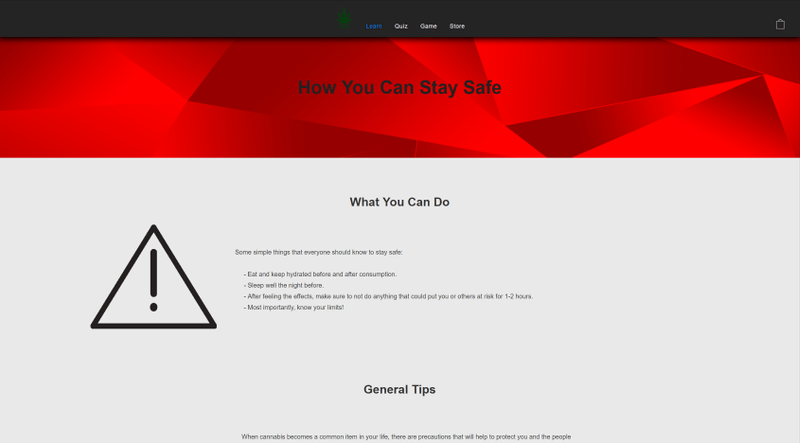 Learn Quiz Game Store
How You Can Stay Safe
What You Can Do
Some simple things that everyone should know to stay safe:
- Eat and keep hydrated before and after consumption.
- Sleep well the night before.
- After feeling the effects, make sure to not do anything that could put you or others at risk for 1-2 hours.
- Most importantly, know your limits!
General Tips
When cannabis becomes a common item in your life, there are precautions that will help to protect you and the people